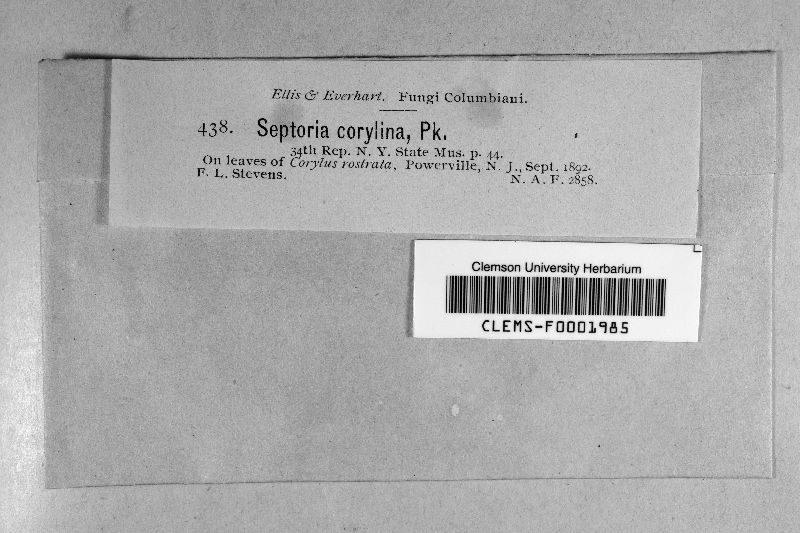 Ellis & Everhart. Fungi Columbiani.
438. Septoria corylina, Pk.
34th Rep. N. Y. State Mus. p. 44.
On leaves of Corylus rostrata, Powerville, N. J., Sept. 1892.
F. L. Stevens. N. A. F. 2858.
Clemson University Herbarium
CLEMS-F0001985